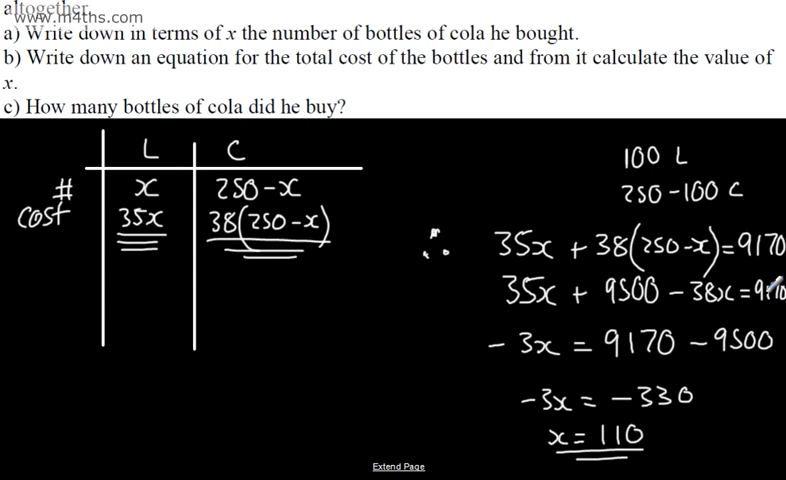 altogether.
www.m4ths.com
a) Write down in terms of x the number of bottles of cola he bought.
b) Write down an equation for the total cost of the bottles and from it calculate the value of
x.
c) How many bottles of cola did he buy?
L C
# x 250-x
cost 35x 38(250-x)
100 L
250-100 C
∴ 35x + 38(250-x)=9170
35x + 9500 - 38x = 9170
-3x = 9170 - 9500
-3x = -330
x = 110
Extend Page